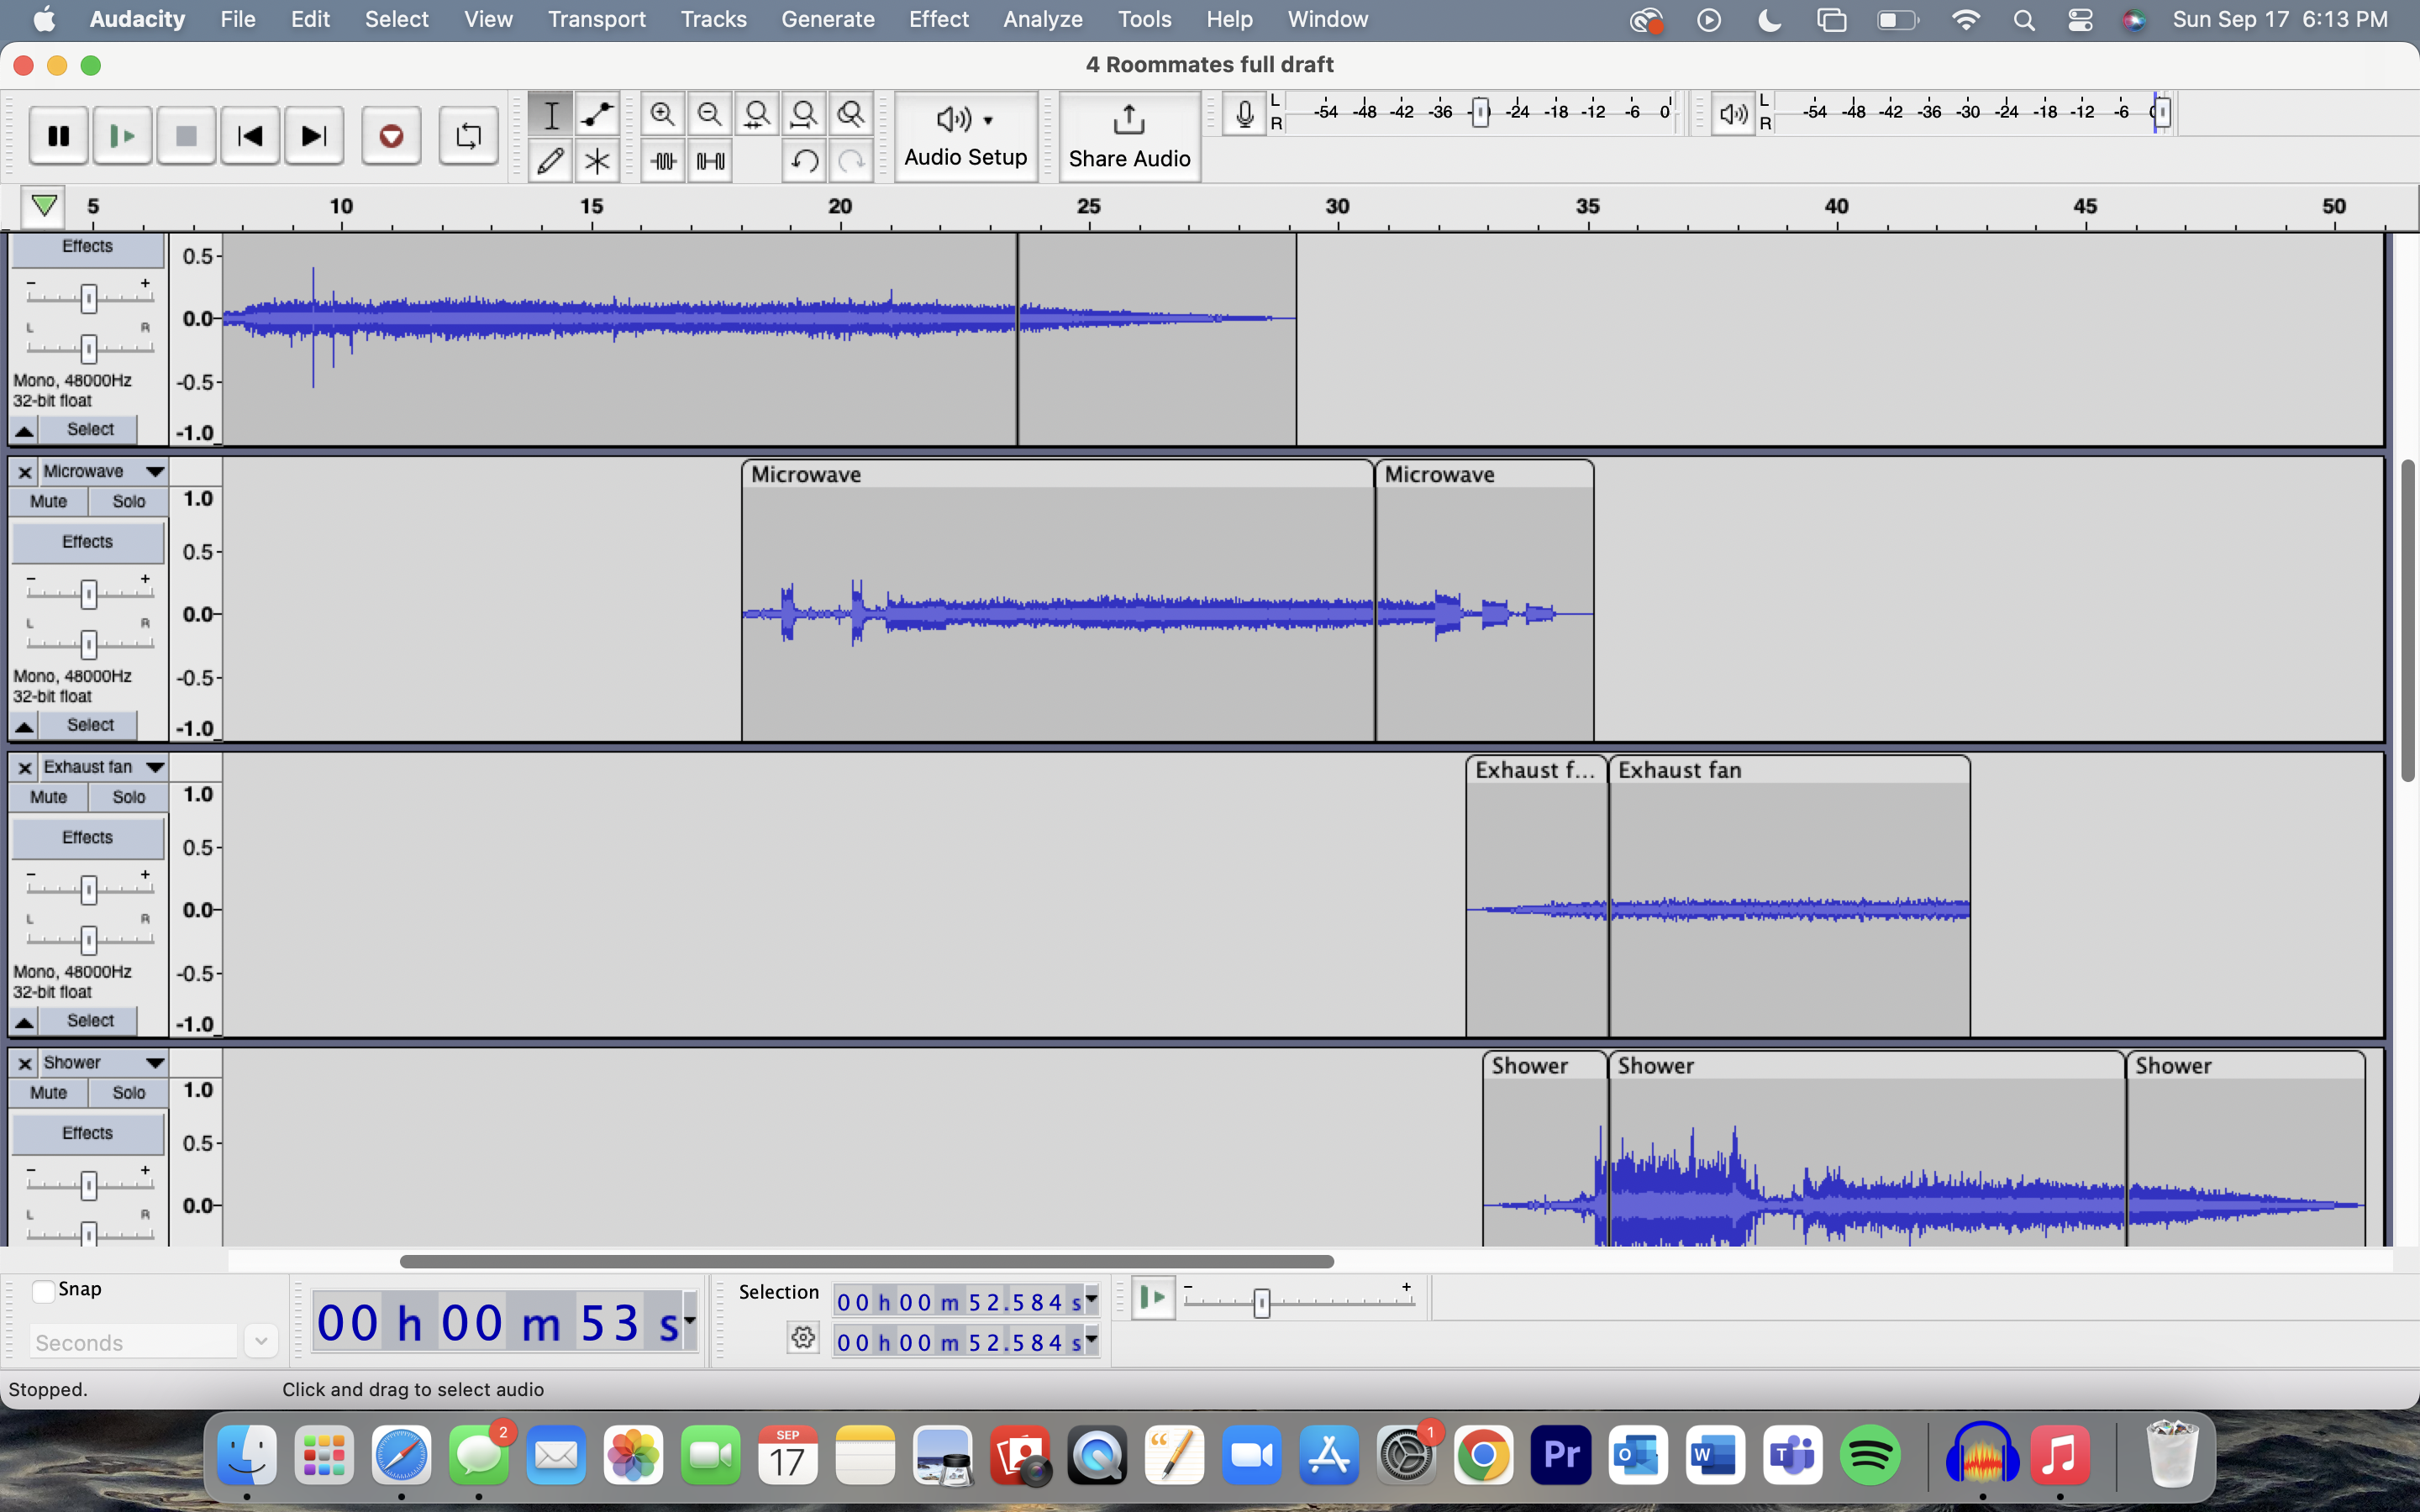 Audacity File Edit Select View Transport Tracks Generate Effect Analyze Tools Help Window Sun Sep 17 6:13 PM
4 Roommates full draft
Audio Setup
Share Audio
L R -54 -48 -42 -36 -24 -18 -12 -6 0
L R -54 -48 -42 -36 -30 -24 -18 -12 -6
5 10 15 20 25 30 35 40 45 50
Effects
- +
L R
Mono, 48000Hz
32-bit float
Select
0.5
0.0
-0.5
-1.0
Microwave
Mute Solo
Effects
- +
L R
Mono, 48000Hz
32-bit float
Select
1.0
0.5
0.0
-0.5
-1.0
Microwave Microwave
Exhaust fan
Mute Solo
Effects
- +
L R
Mono, 48000Hz
32-bit float
Select
1.0
0.5
0.0
-0.5
-1.0
Exhaust f... Exhaust fan
Shower
Mute Solo
Effects
- +
L R
1.0
0.5
0.0
Shower Shower Shower
Snap
Seconds
00 h 00 m 53 s
Selection
00 h 00 m 52.584 s
00 h 00 m 52.584 s
- +
Stopped. Click and drag to select audio
2
SEP
17
1
Pr
O
W
T